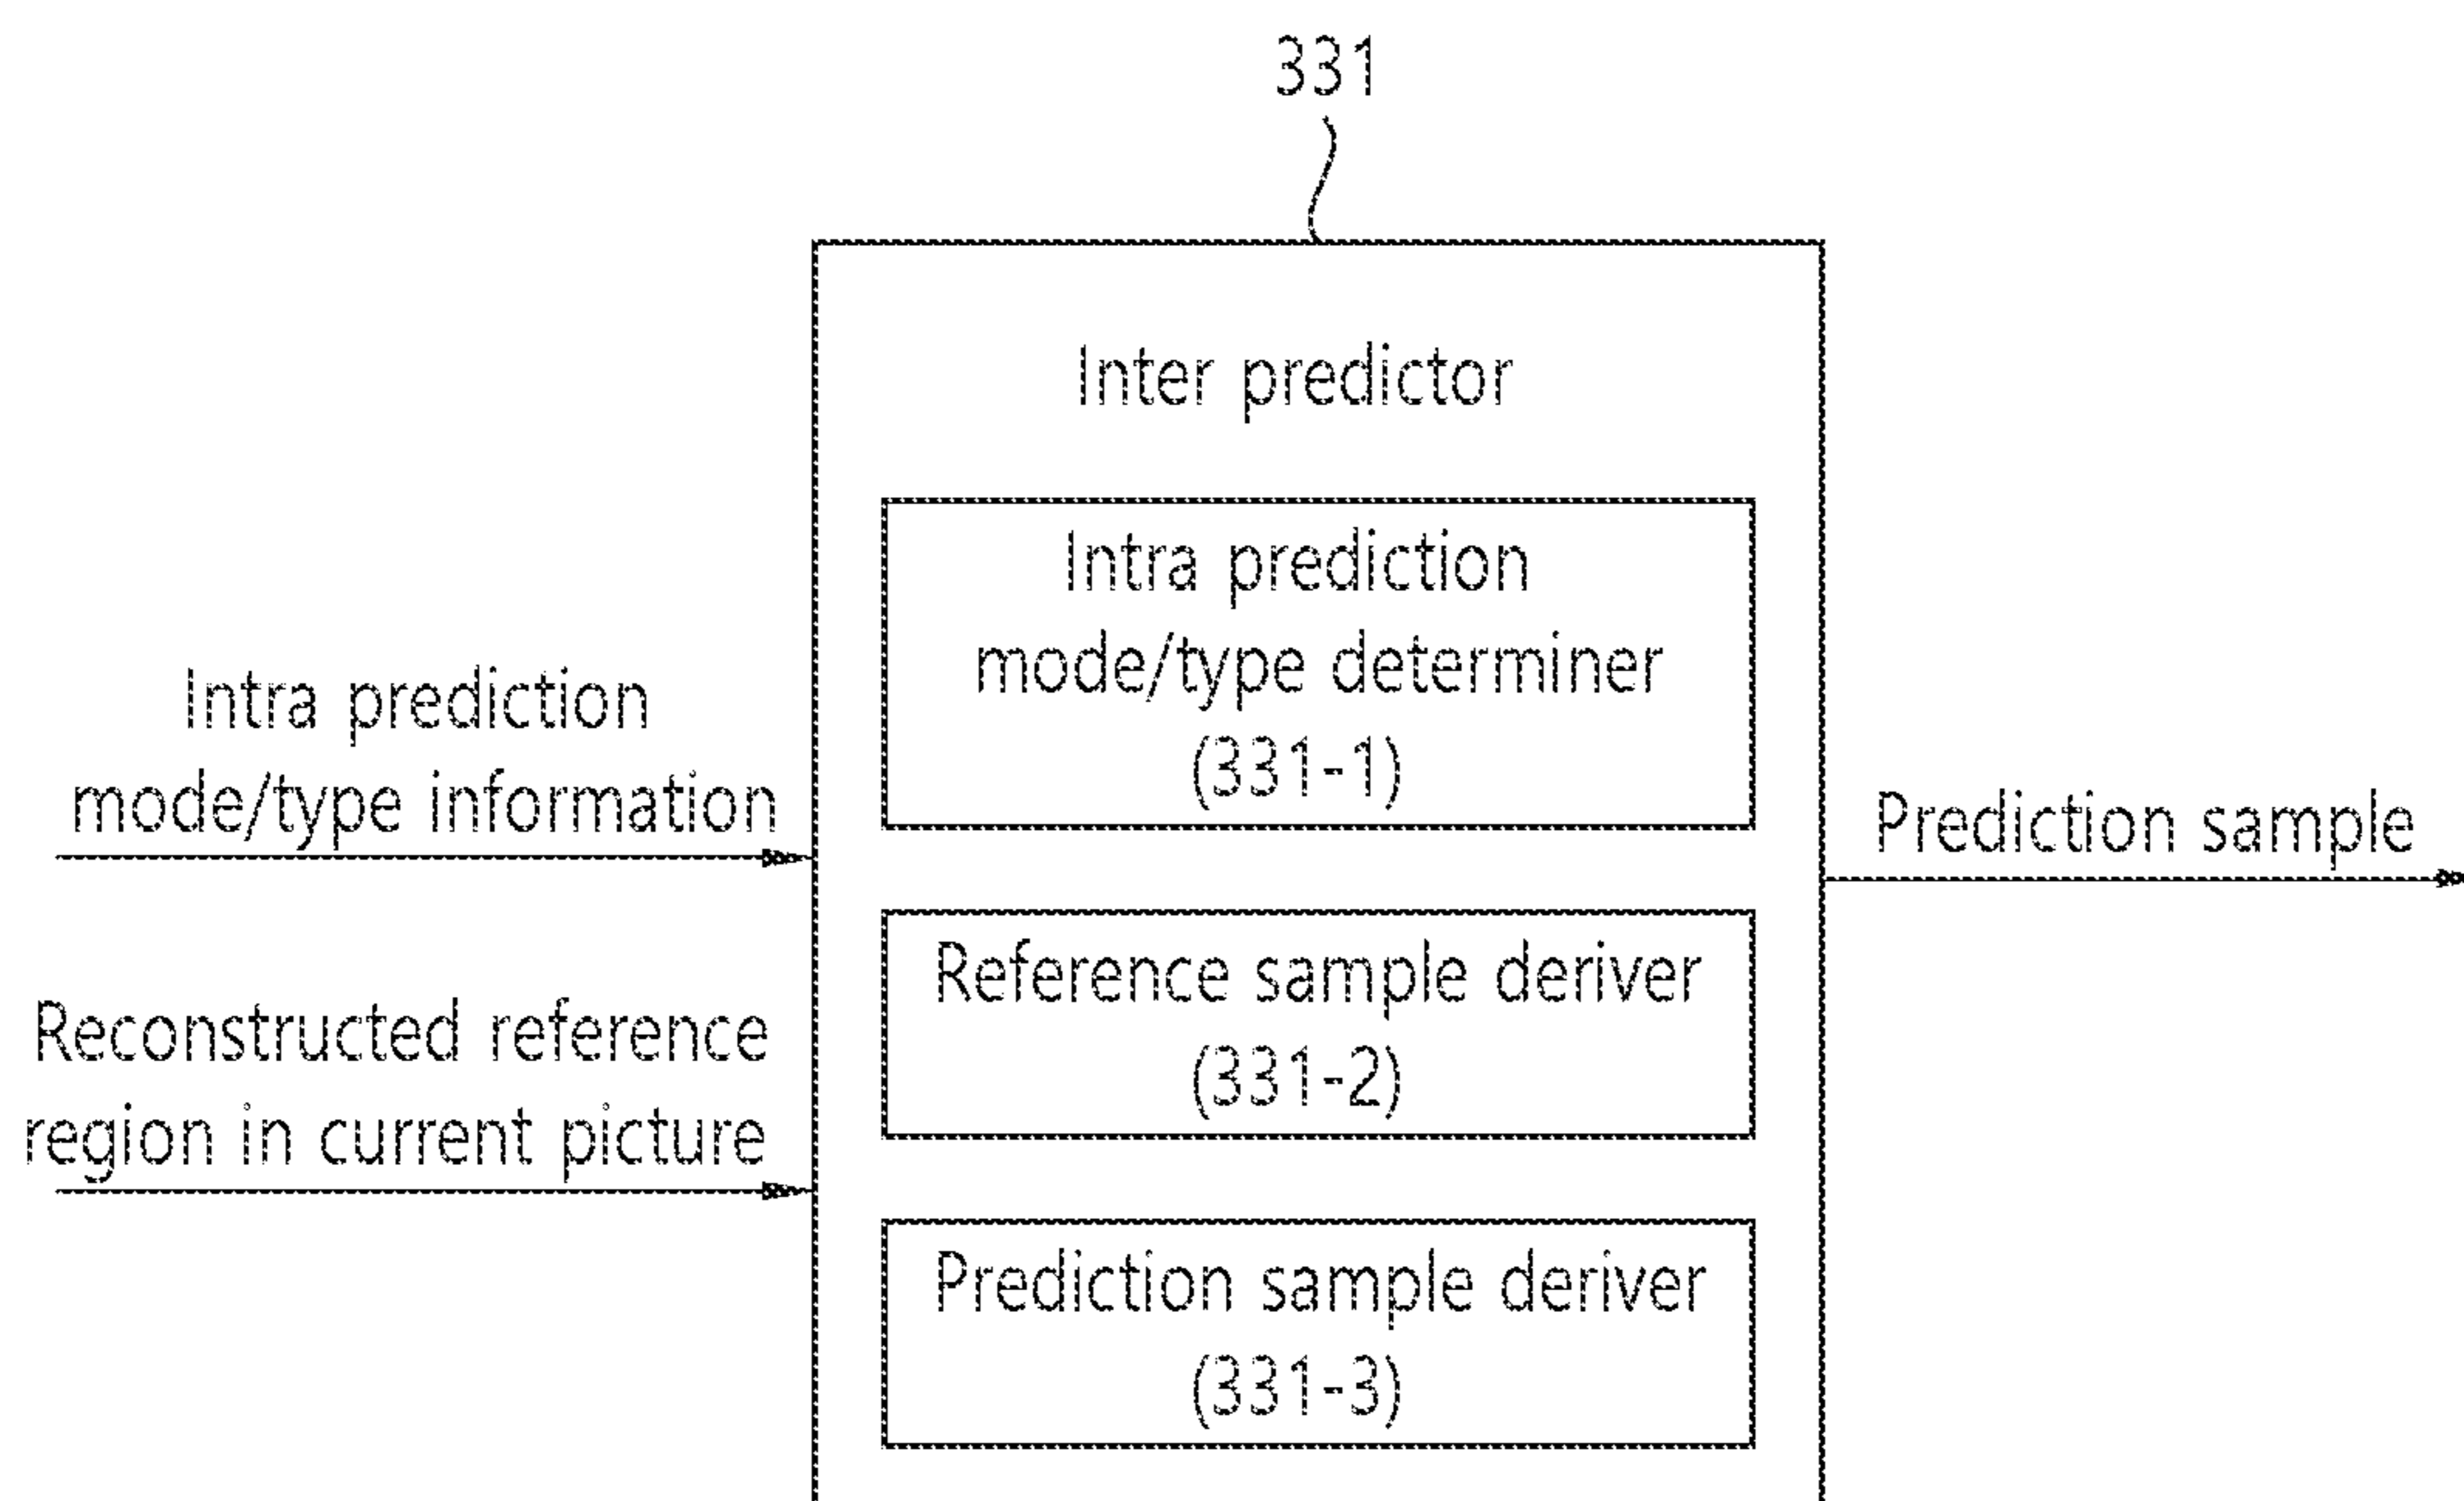 331
Inter predictor
Intra prediction
mode/type determiner
(331-1)
Intra prediction
mode/type information
Prediction sample
Reference sample deriver
(331-2)
Reconstructed reference
region in current picture
Prediction sample deriver
(331-3)